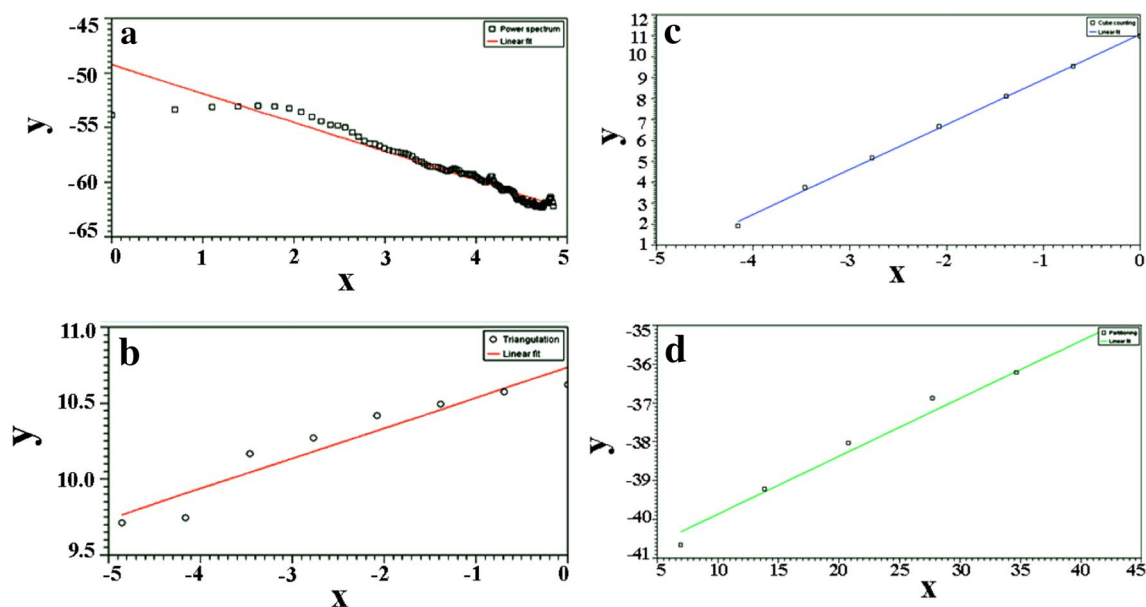 a
Power spectrum
Linear fit
-45
-50
-55
-60
-65
0 1 2 3 4 5
x
y
c
Cube counting
Linear fit
12
11
10
9
8
7
6
5
4
3
2
1
-5 -4 -3 -2 -1 0
x
y
b
Triangulation
Linear fit
11.0
10.5
10.0
9.5
-5 -4 -3 -2 -1 0
x
y
d
Partitioning
Linear fit
-35
-36
-37
-38
-39
-40
-41
5 10 15 20 25 30 35 40 45
x
y